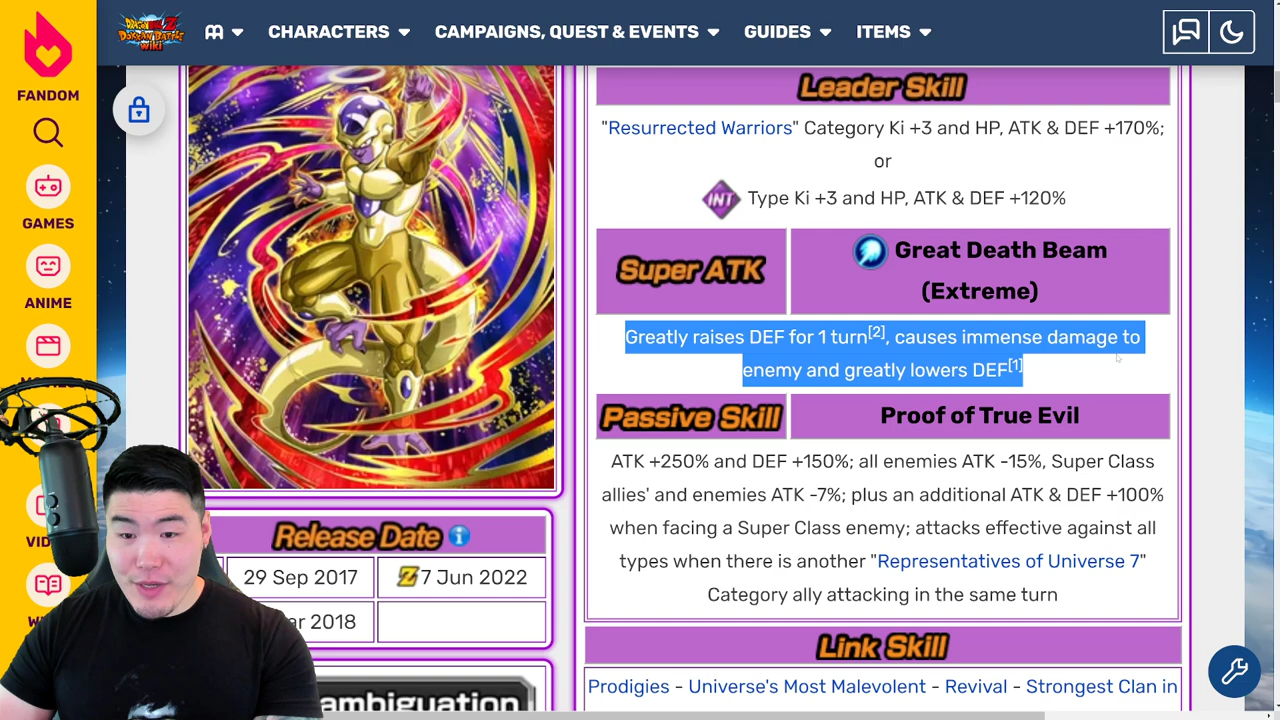 DRAGON BALL Z
DOKKAN BATTLE
WIKI
CHARACTERS
CAMPAIGNS, QUEST & EVENTS
GUIDES
ITEMS
FANDOM
GAMES
ANIME
Leader Skill
"Resurrected Warriors" Category Ki +3 and HP, ATK & DEF +170%;
or
INT Type Ki +3 and HP, ATK & DEF +120%
Super ATK
Great Death Beam
(Extreme)
Greatly raises DEF for 1 turn[2], causes immense damage to
enemy and greatly lowers DEF[1]
Passive Skill
Proof of True Evil
ATK +250% and DEF +150%; all enemies ATK -15%, Super Class
allies' and enemies ATK -7%; plus an additional ATK & DEF +100%
when facing a Super Class enemy; attacks effective against all
types when there is another "Representatives of Universe 7"
Category ally attacking in the same turn
Link Skill
Prodigies - Universe's Most Malevolent - Revival - Strongest Clan in
Release Date
29 Sep 2017
Z 7 Jun 2022
2018